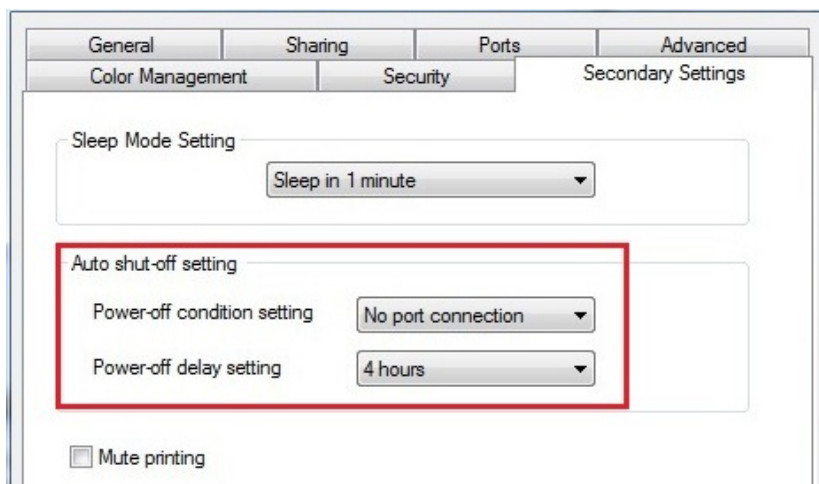 General Sharing Ports Advanced
Color Management Security Secondary Settings
Sleep Mode Setting
Sleep in 1 minute
Auto shut-off setting
Power-off condition setting No port connection
Power-off delay setting 4 hours
Mute printing